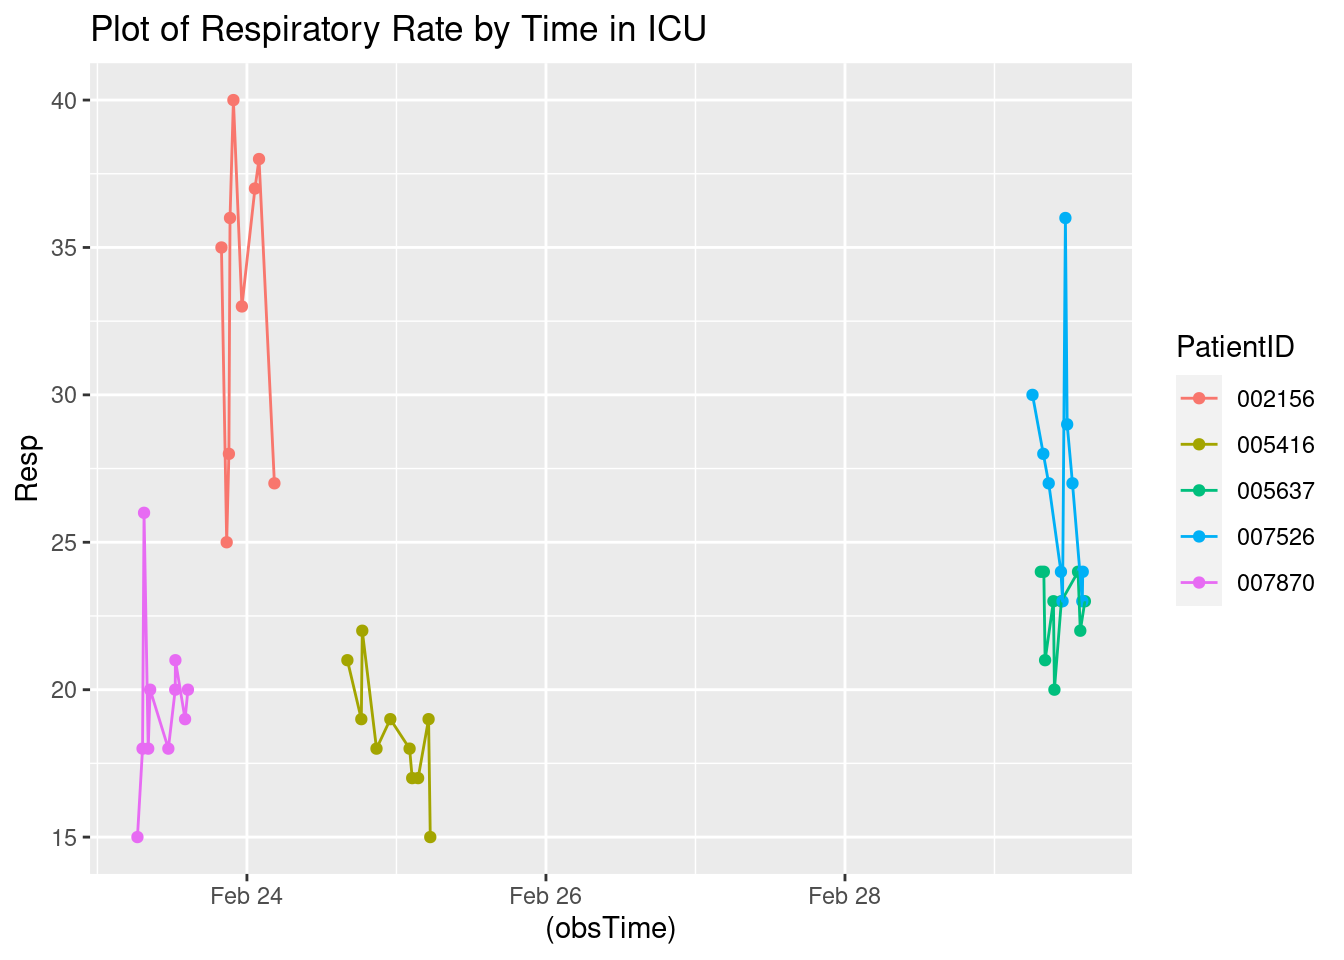 Plot of Respiratory Rate by Time in ICU
40
35
30
25
20
15
Resp
Feb 24
Feb 26
Feb 28
(obsTime)
PatientID
002156
005416
005637
007526
007870